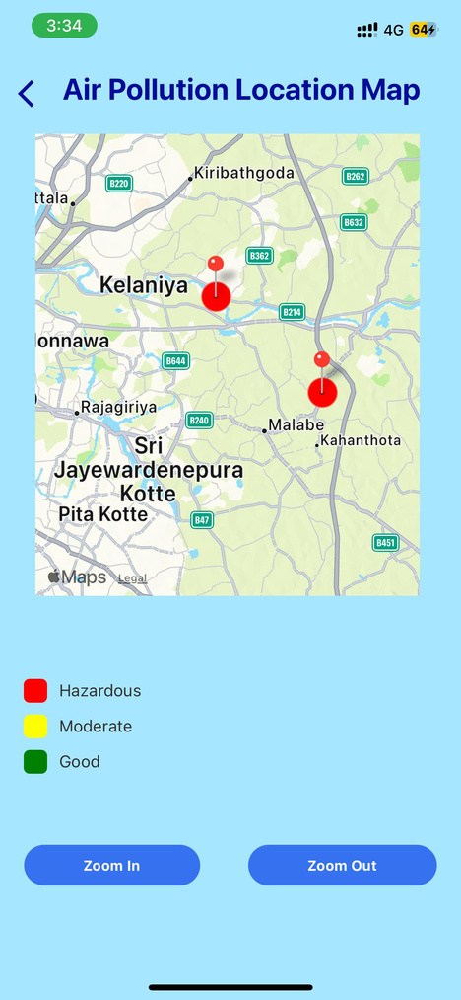 3:34
4G
64
Air Pollution Location Map
Kiribathgoda
B262
B220
ttala
B632
B362
Kelaniya
B214
lonnawa
B644
Rajagiriya
B240
Malabe
Kahanthota
Sri
Jayewardenepura
Kotte
Pita Kotte
B47
B451
Maps
Legal
Hazardous
Moderate
Good
Zoom In
Zoom Out